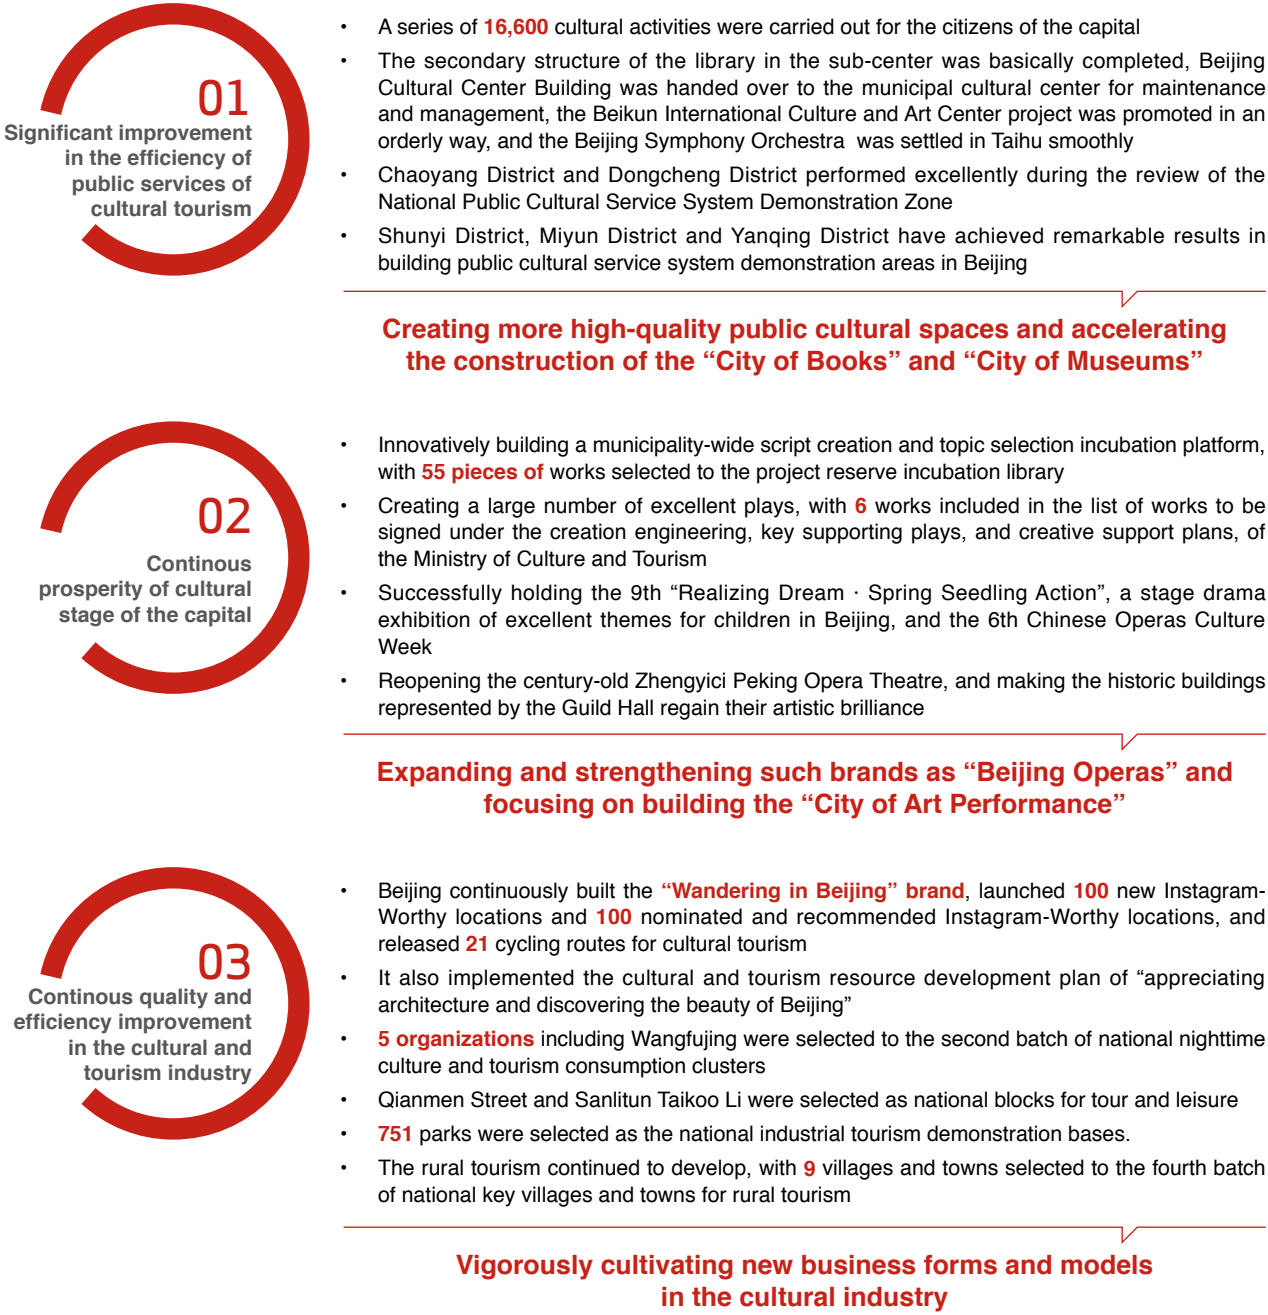 01
Significant improvement
in the efficiency of
public services of
cultural tourism
• A series of 16,600 cultural activities were carried out for the citizens of the capital
• The secondary structure of the library in the sub-center was basically completed, Beijing
Cultural Center Building was handed over to the municipal cultural center for maintenance
and management, the Beikun International Culture and Art Center project was promoted in an
orderly way, and the Beijing Symphony Orchestra was settled in Taihu smoothly
• Chaoyang District and Dongcheng District performed excellently during the review of the
National Public Cultural Service System Demonstration Zone
• Shunyi District, Miyun District and Yanqing District have achieved remarkable results in
building public cultural service system demonstration areas in Beijing
Creating more high-quality public cultural spaces and accelerating
the construction of the “City of Books” and “City of Museums”
02
Continous
prosperity of cultural
stage of the capital
• Innovatively building a municipality-wide script creation and topic selection incubation platform,
with 55 pieces of works selected to the project reserve incubation library
• Creating a large number of excellent plays, with 6 works included in the list of works to be
signed under the creation engineering, key supporting plays, and creative support plans, of
the Ministry of Culture and Tourism
• Successfully holding the 9th “Realizing Dream · Spring Seedling Action”, a stage drama
exhibition of excellent themes for children in Beijing, and the 6th Chinese Operas Culture
Week
• Reopening the century-old Zhengyici Peking Opera Theatre, and making the historic buildings
represented by the Guild Hall regain their artistic brilliance
Expanding and strengthening such brands as “Beijing Operas” and
focusing on building the “City of Art Performance”
03
Continous quality and
efficiency improvement
in the cultural and
tourism industry
• Beijing continuously built the “Wandering in Beijing” brand, launched 100 new Instagram-
Worthy locations and 100 nominated and recommended Instagram-Worthy locations, and
released 21 cycling routes for cultural tourism
• It also implemented the cultural and tourism resource development plan of “appreciating
architecture and discovering the beauty of Beijing”
• 5 organizations including Wangfujing were selected to the second batch of national nighttime
culture and tourism consumption clusters
• Qianmen Street and Sanlitun Taikoo Li were selected as national blocks for tour and leisure
• 751 parks were selected as the national industrial tourism demonstration bases.
• The rural tourism continued to develop, with 9 villages and towns selected to the fourth batch
of national key villages and towns for rural tourism
Vigorously cultivating new business forms and models
in the cultural industry